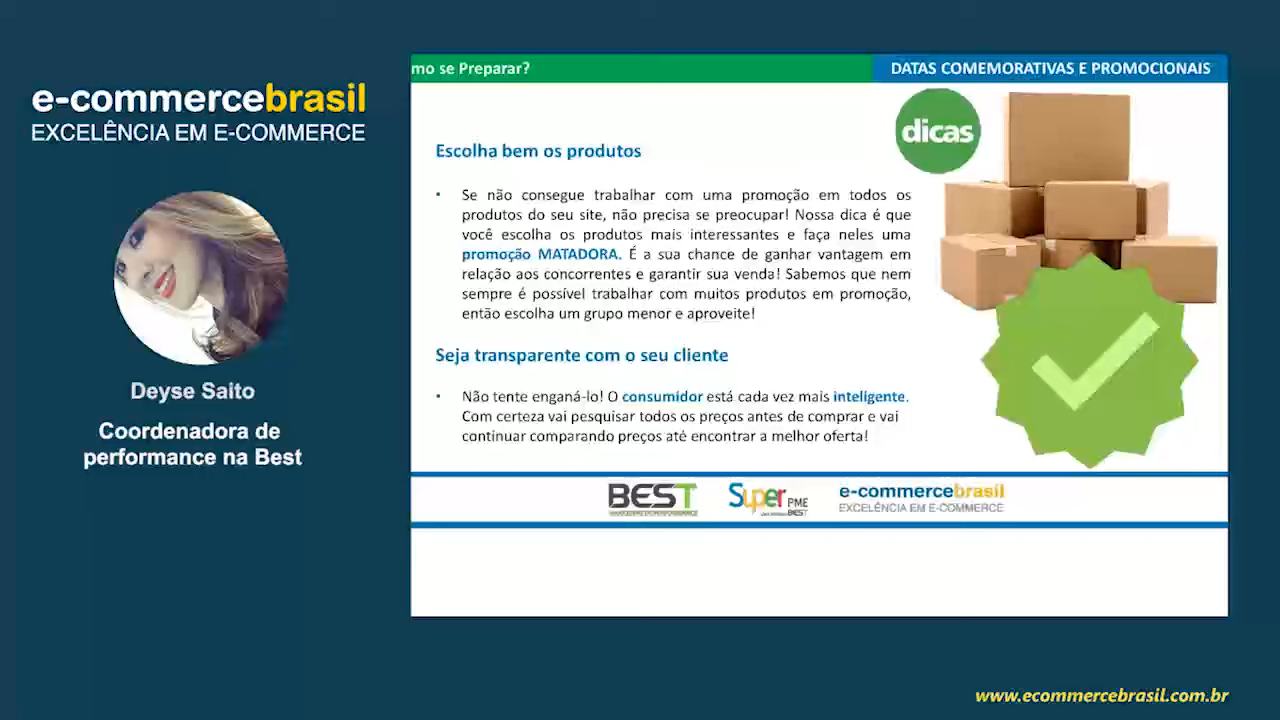 e-commercebrasil
EXCELÊNCIA EM E-COMMERCE
Deyse Saito
Coordenadora de
performance na Best
mo se Preparar?
DATAS COMEMORATIVAS E PROMOCIONAIS
dicas
Escolha bem os produtos
• Se não consegue trabalhar com uma promoção em todos os
produtos do seu site, não precisa se preocupar! Nossa dica é que
você escolha os produtos mais interessantes e faça neles uma
promoção MATADORA. É a sua chance de ganhar vantagem em
relação aos concorrentes e garantir sua venda! Sabemos que nem
sempre é possível trabalhar com muitos produtos em promoção,
então escolha um grupo menor e aproveite!
Seja transparente com o seu cliente
• Não tente enganá-lo! O consumidor está cada vez mais inteligente.
Com certeza vai pesquisar todos os preços antes de comprar e vai
continuar comparando preços até encontrar a melhor oferta!
BEST
Super PME
BEST
e-commercebrasil
EXCELÊNCIA EM E-COMMERCE
www.ecommercebrasil.com.br